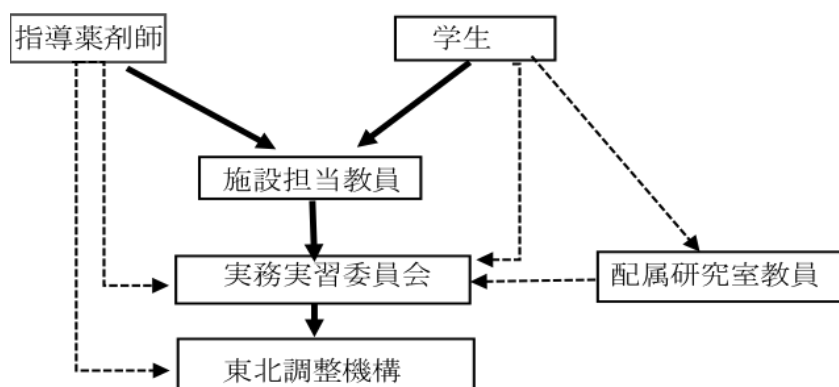 指導薬剤師
学生
施設担当教員
実務実習委員会
配属研究室教員
東北調整機構